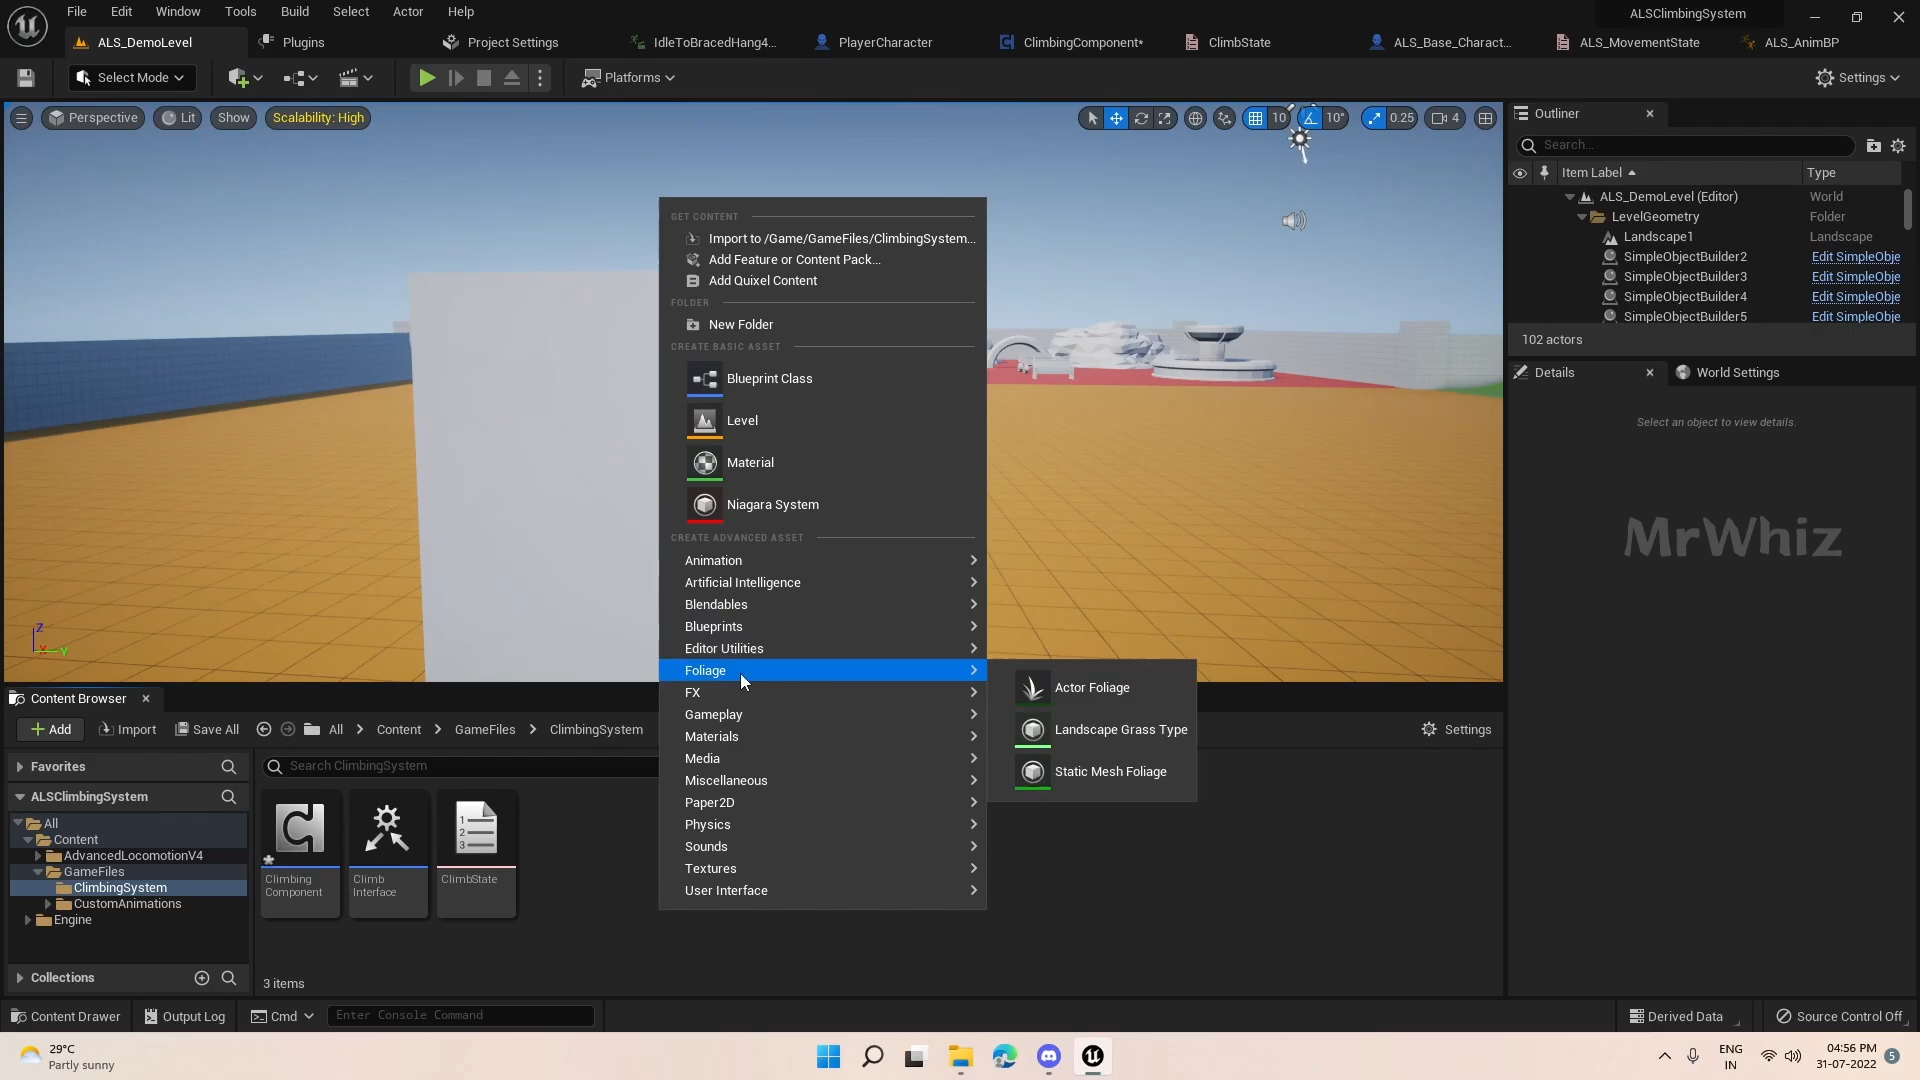 File Edit Window Tools Build Select Actor Help
ALSClimbingSystem
ALS_DemoLevel
Plugins
Project Settings
IdleToBracedHang4...
PlayerCharacter
ClimbingComponent*
ClimbState
ALS_Base_Charact...
ALS_MovementState
ALS_AnimBP
Select Mode
Platforms
Settings
Perspective
Lit
Show
Scalability: High
10
10°
0.25
4
Outliner
Search...
Item Label
Type
ALS_DemoLevel (Editor) World
LevelGeometry Folder
Landscape1 Landscape
SimpleObjectBuilder2 Edit SimpleObje
SimpleObjectBuilder3 Edit SimpleObje
SimpleObjectBuilder4 Edit SimpleObje
SimpleObjectBuilder5 Edit SimpleObje
102 actors
Details
World Settings
Select an object to view details.
MrWhiz
GET CONTENT
Import to /Game/GameFiles/ClimbingSystem...
Add Feature or Content Pack...
Add Quixel Content
FOLDER
New Folder
CREATE BASIC ASSET
Blueprint Class
Level
Material
Niagara System
CREATE ADVANCED ASSET
Animation
Artificial Intelligence
Blendables
Blueprints
Editor Utilities
Foliage
FX
Gameplay
Materials
Media
Miscellaneous
Paper2D
Physics
Sounds
Textures
User Interface
Actor Foliage
Landscape Grass Type
Static Mesh Foliage
Z
X
Y
Content Browser
Add
Import
Save All
All
Content
GameFiles
ClimbingSystem
Settings
Favorites
ALSClimbingSystem
All
Content
AdvancedLocomotionV4
GameFiles
ClimbingSystem
CustomAnimations
Engine
Collections
Search ClimbingSystem
Climbing
Component
Climb
Interface
1
2
3
ClimbState
3 items
Content Drawer
Output Log
Cmd
Enter Console Command
Derived Data
Source Control Off
29°C
Partly sunny
ENG
IN
04:56 PM
31-07-2022
5